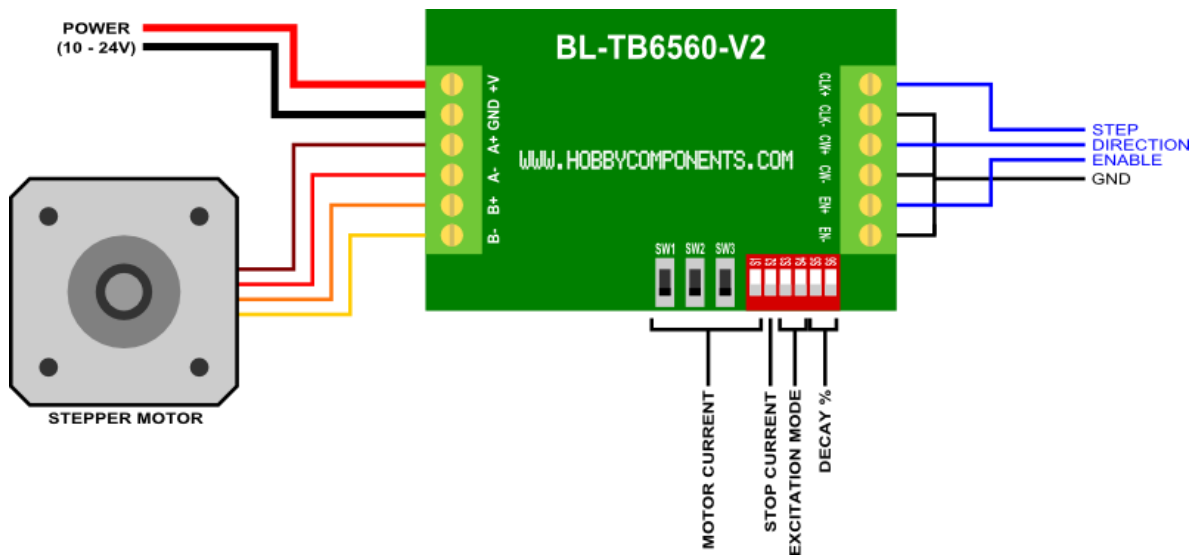 POWER
(10 - 24V)
BL-TB6560-V2
WWW.HOBBYCOMPONENTS.COM
+V
GND
A+
A-
B+
B-
CLK+
CLK-
CW+
CW-
EN+
EN-
STEP
DIRECTION
ENABLE
GND
SW1 SW2 SW3
S1 S2 S3 S4 S5 S6
STEPPER MOTOR
MOTOR CURRENT
STOP CURRENT
EXCITATION MODE
DECAY %